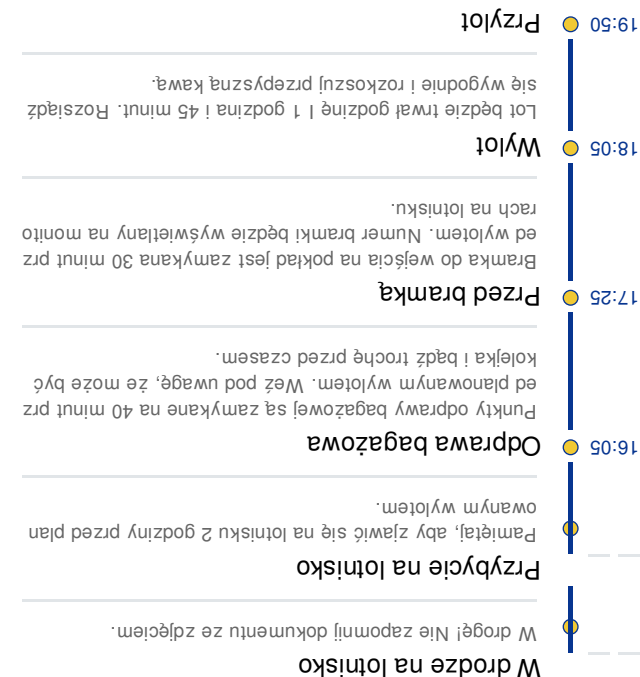 W drodze na lotnisko
W drogę! Nie zapomnij dokumentu ze zdjęciem.
Przybycie na lotnisko
Pamiętaj, aby zjawić się na lotnisku 2 godziny przed plan
owanym wylotem.
16:05
Odprawa bagażowa
Punkty odprawy bagażowej są zamykane na 40 minut prz
ed planowanym wylotem. Weź pod uwagę, że może być
kolejka i bądź trochę przed czasem.
17:25
Przed bramką
Bramka do wejścia na pokład jest zamykana 30 minut prz
ed wylotem. Numer bramki będzie wyświetlany na monito
rach na lotnisku.
18:05
Wylot
Lot będzie trwał godzinę I 1 godzina i 45 minut. Rozsiądź
się wygodnie i rozkoszuj przepyszną kawą.
19:50
Przylot